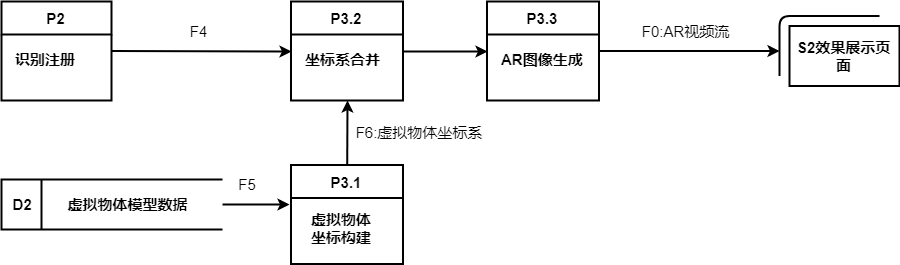 P2
识别注册
F4
P3.2
坐标系合并
P3.3
AR图像生成
F0:AR视频流
S2效果展示页
面
F6:虚拟物体坐标系
D2
虚拟物体模型数据
F5
P3.1
虚拟物体
坐标构建